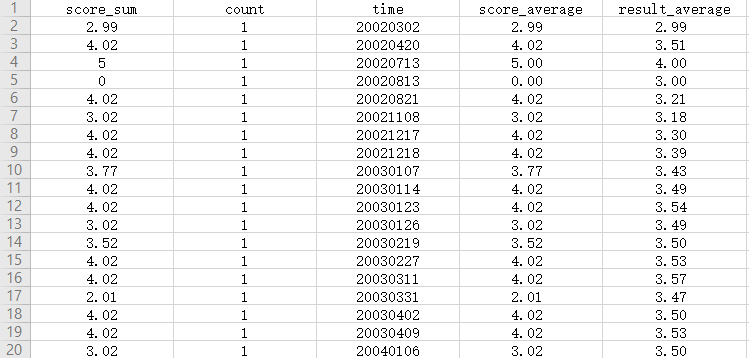 1 score_sum count time score_average result_average
2 2.99 1 20020302 2.99 2.99
3 4.02 1 20020420 4.02 3.51
4 5 1 20020713 5.00 4.00
5 0 1 20020813 0.00 3.00
6 4.02 1 20020821 4.02 3.21
7 3.02 1 20021108 3.02 3.18
8 4.02 1 20021217 4.02 3.30
9 4.02 1 20021218 4.02 3.39
10 3.77 1 20030107 3.77 3.43
11 4.02 1 20030114 4.02 3.49
12 4.02 1 20030123 4.02 3.54
13 3.02 1 20030126 3.02 3.49
14 3.52 1 20030219 3.52 3.50
15 4.02 1 20030227 4.02 3.53
16 4.02 1 20030311 4.02 3.57
17 2.01 1 20030331 2.01 3.47
18 4.02 1 20030402 4.02 3.50
19 4.02 1 20030409 4.02 3.53
20 3.02 1 20040106 3.02 3.50